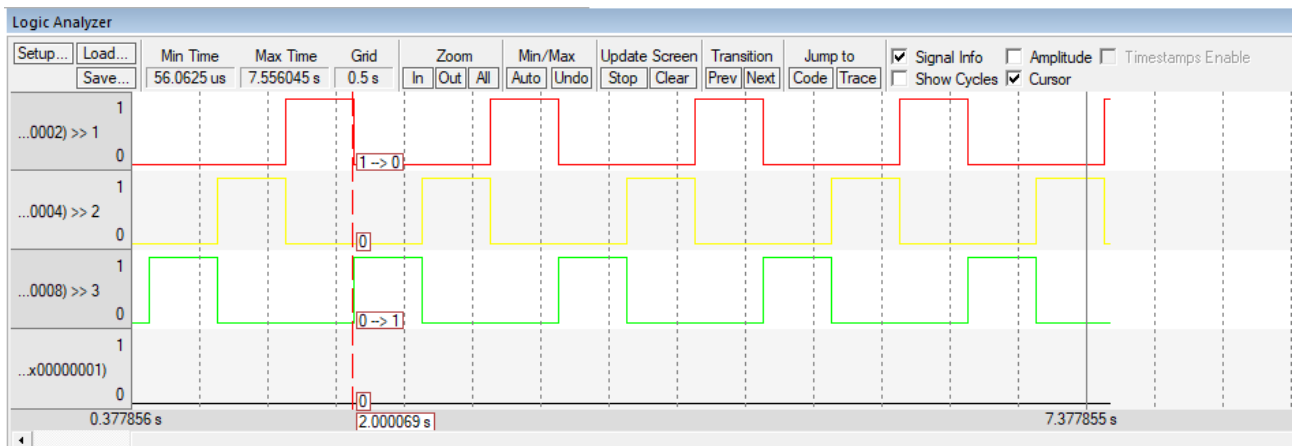 Logic Analyzer
Setup... Load... Min Time Max Time Grid Zoom Min/Max Update Screen Transition Jump to Signal Info Amplitude Timestamps Enable
Save... 56.0625 us 7.556045 s 0.5 s In Out All Auto Undo Stop Clear Prev Next Code Trace Show Cycles Cursor
1
...0002) >> 1
0 1 --> 0
1
...0004) >> 2
0 0
1
...0008) >> 3
0 0 --> 1
1
...x00000001)
0 0
0.377856 s 2.000069 s 7.377855 s